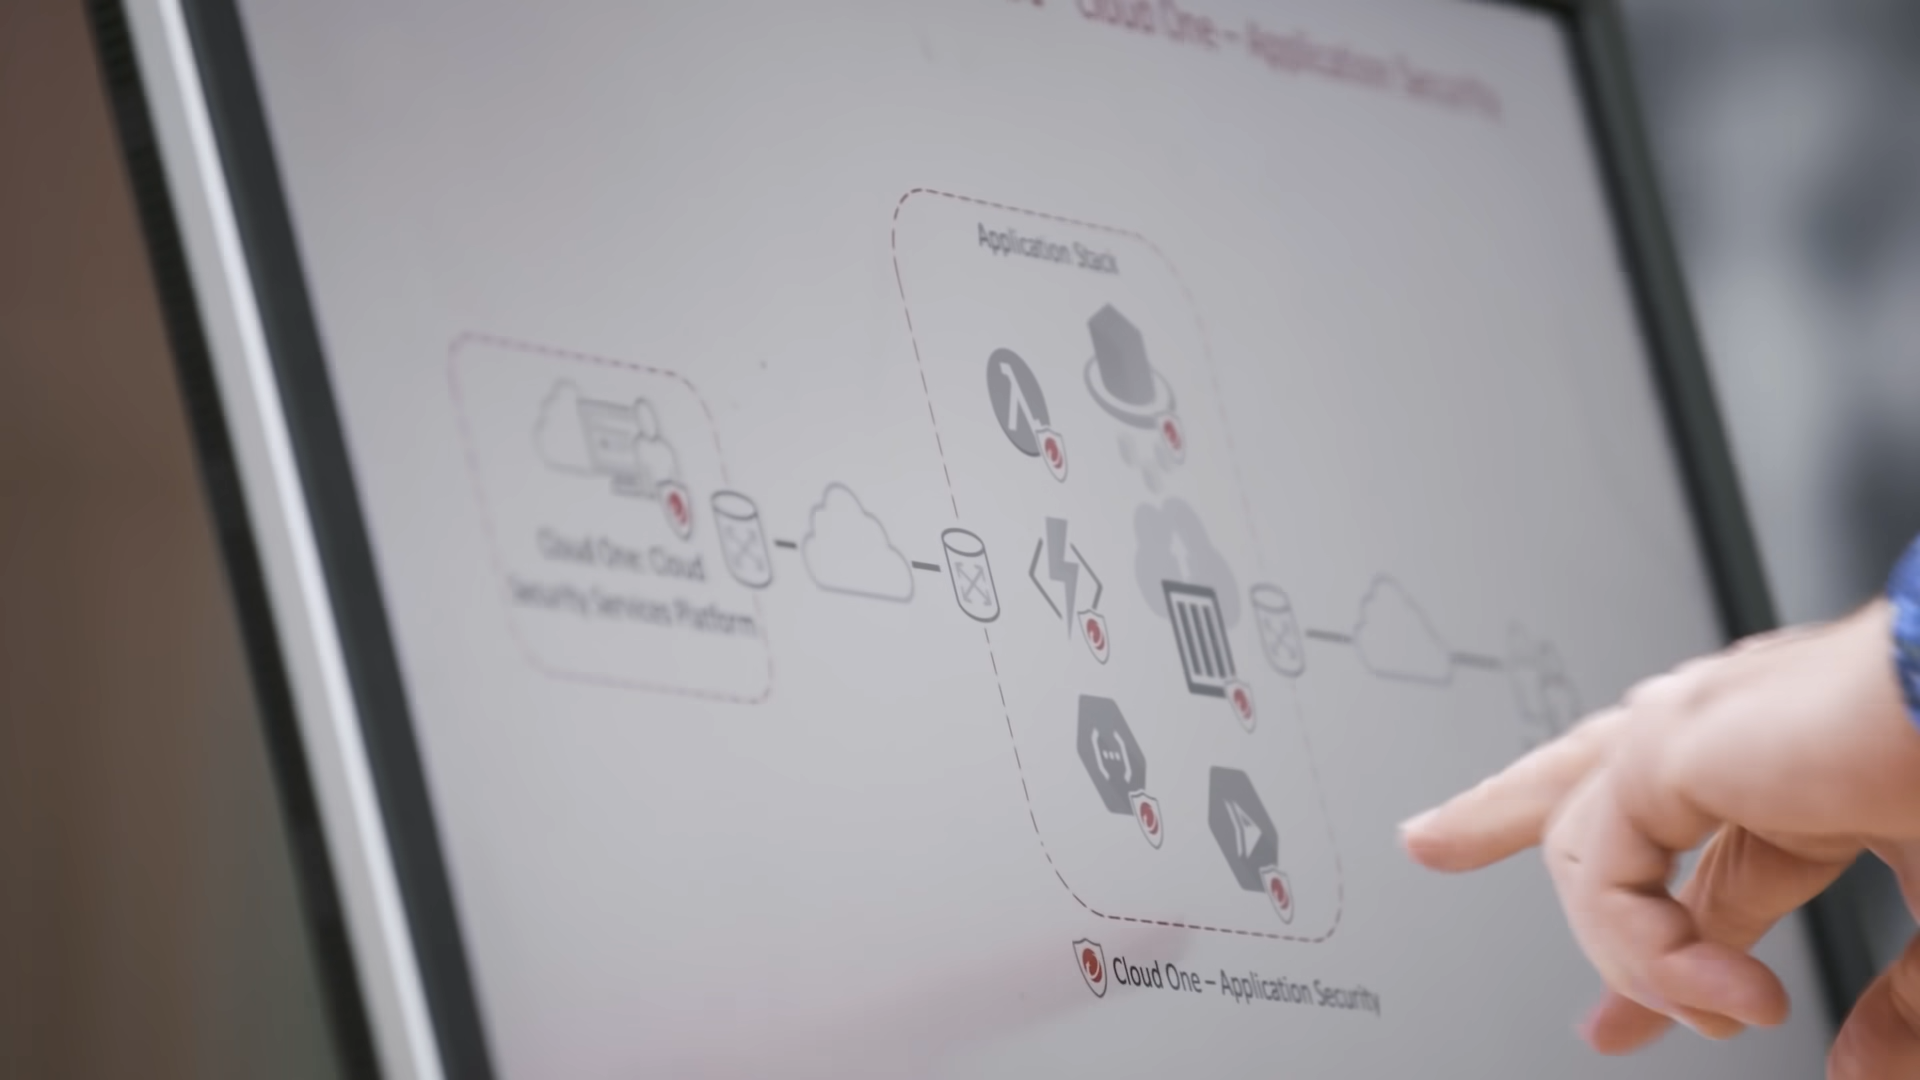 Cloud One – Application Security
Application Stack
Cloud One: Cloud
Security Services Platform
Cloud One – Application Security